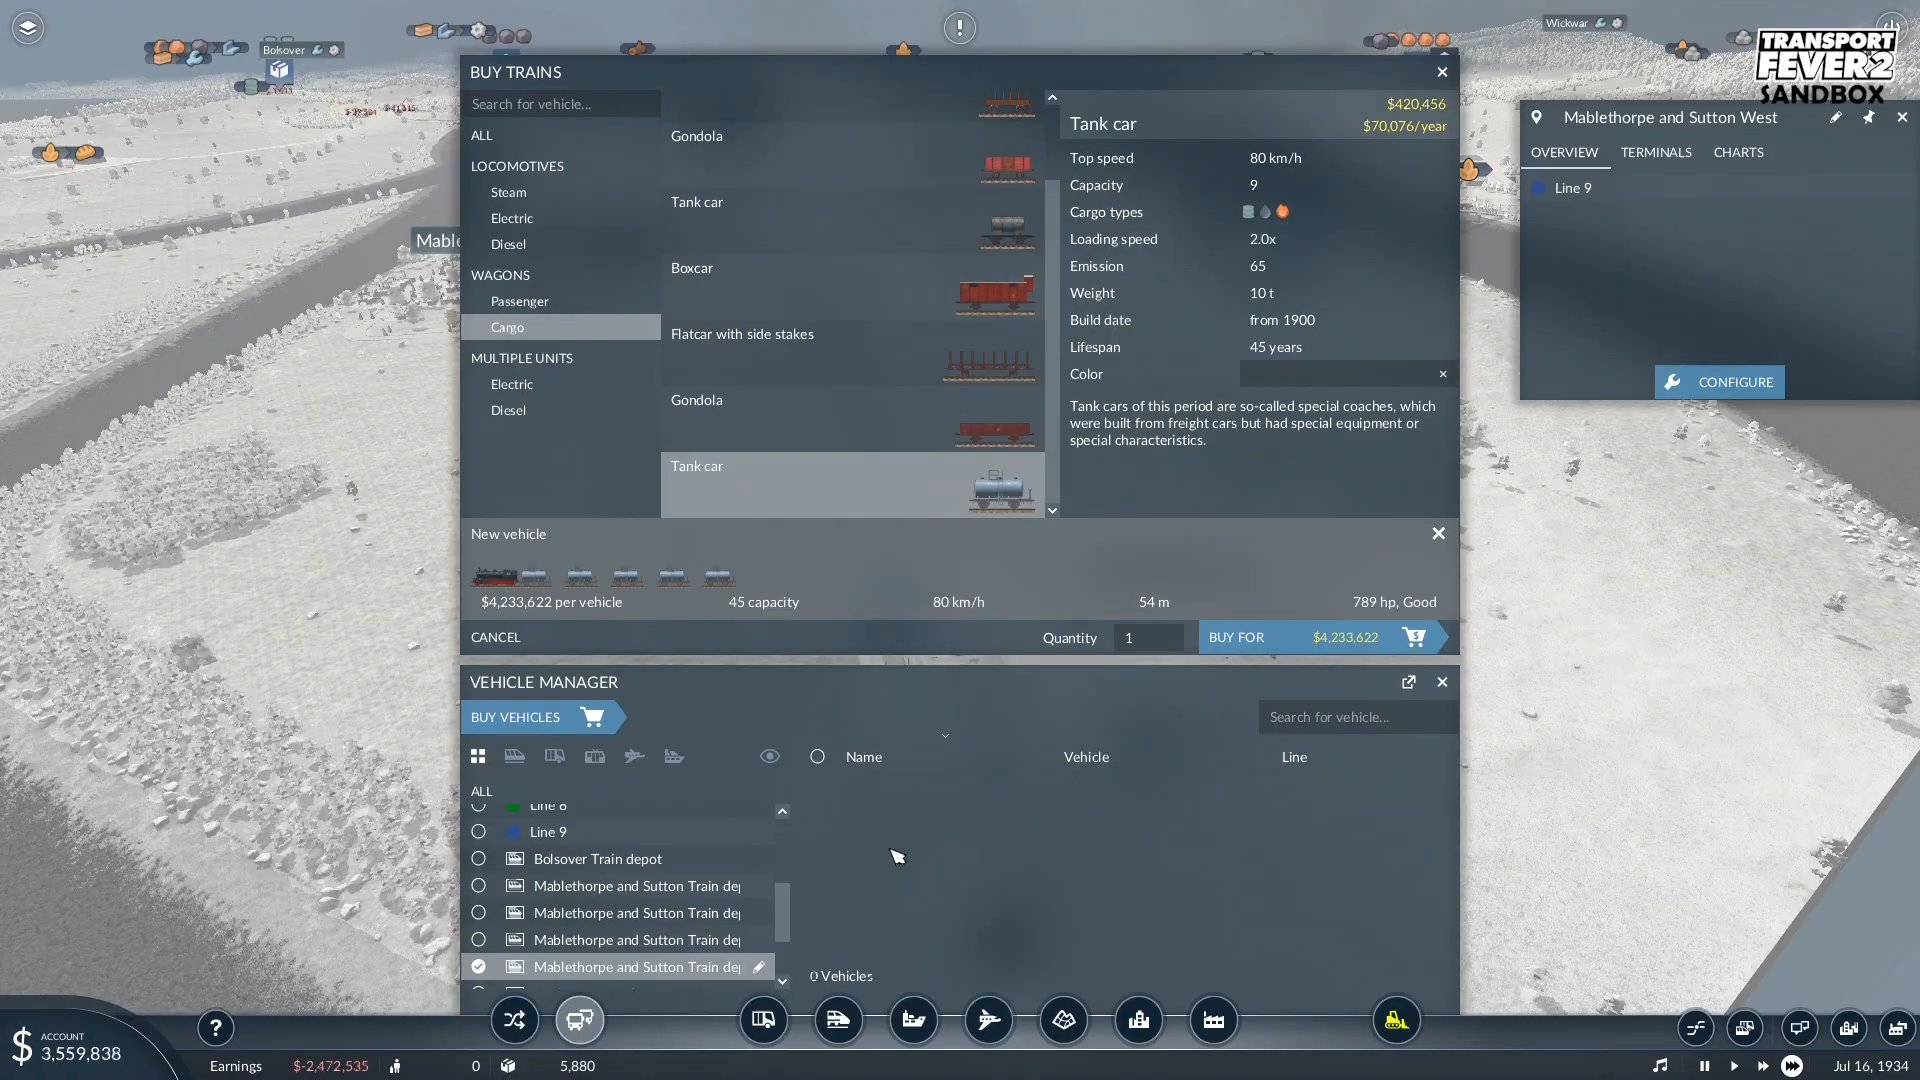 Bolsover
Wickwar
TRANSPORT
FEVER2
SANDBOX
BUY TRAINS
Search for vehicle...
ALL
LOCOMOTIVES
Steam
Electric
Diesel
WAGONS
Passenger
Cargo
MULTIPLE UNITS
Electric
Diesel
Gondola
Tank car
Boxcar
Flatcar with side stakes
Gondola
Tank car
Tank car
$420,456
$70,076/year
Top speed 80 km/h
Capacity 9
Cargo types
Loading speed 2.0x
Emission 65
Weight 10 t
Build date from 1900
Lifespan 45 years
Color
Tank cars of this period are so-called special coaches, which
were built from freight cars but had special equipment or
special characteristics.
New vehicle
$4,233,622 per vehicle 45 capacity 80 km/h 54 m 789 hp, Good
CANCEL Quantity 1 BUY FOR $4,233,622
Mablethorpe and Sutton West
OVERVIEW TERMINALS CHARTS
Line 9
CONFIGURE
VEHICLE MANAGER
BUY VEHICLES
Search for vehicle...
Name Vehicle Line
ALL
Line 8
Line 9
Bolsover Train depot
Mablethorpe and Sutton Train de
Mablethorpe and Sutton Train de
Mablethorpe and Sutton Train de
Mablethorpe and Sutton Train de
0 Vehicles
$ ACCOUNT
3,559,838
?
Earnings $-2,472,535 0 5,880
Jul 16, 1934